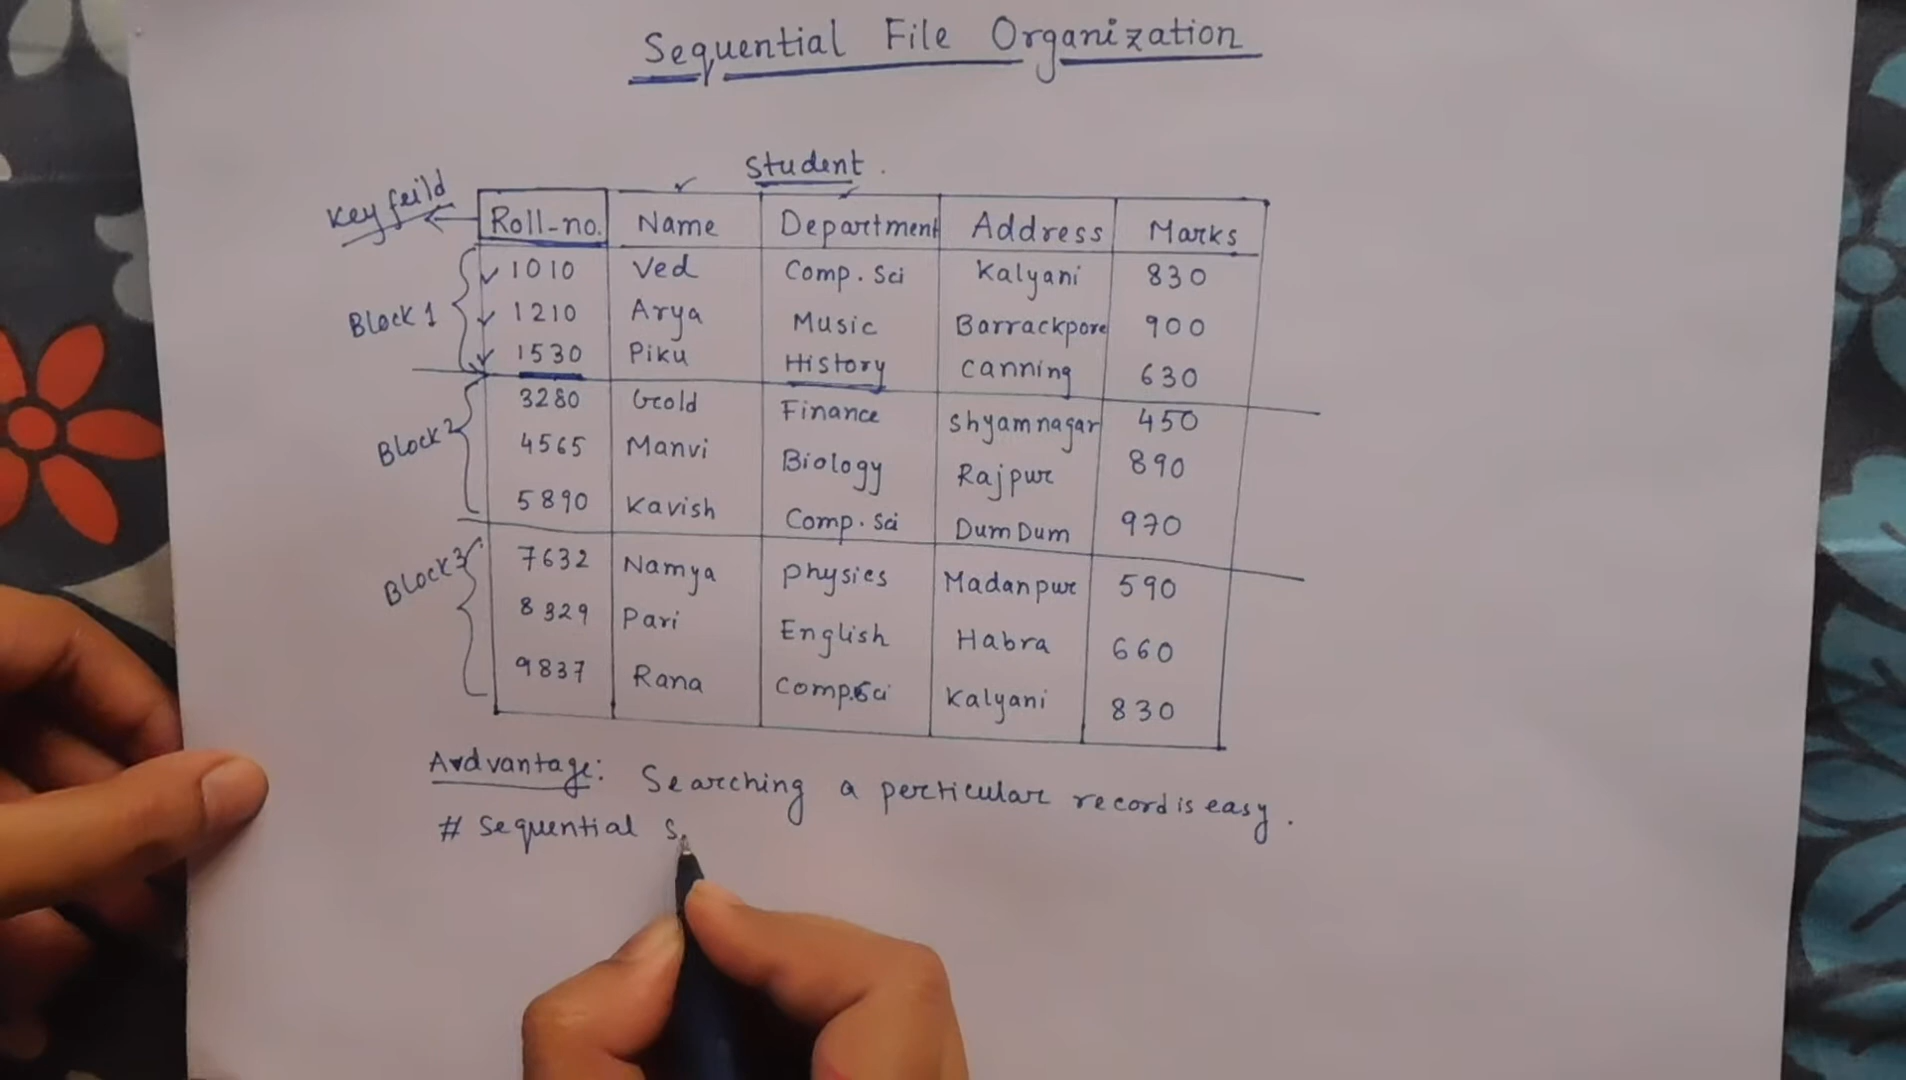 Sequential File Organization
Student.
Key feild
Roll-no. Name Department Address Marks
Block 1
1010 Ved Comp. Sci Kalyani 830
1210 Arya Music Barrackpore 900
1530 Piku History Canning 630
Block 2
3280 Geold Finance Shyamnagar 450
4565 Manvi Biology Rajpur 890
5890 Kavish Comp. Sci DumDum 970
Block 3
7632 Namya Physics Madanpur 590
8329 Pari English Habra 660
9837 Rana Comp.Sci Kalyani 830
Advantage: Searching a perticular record is easy.
# Sequential S